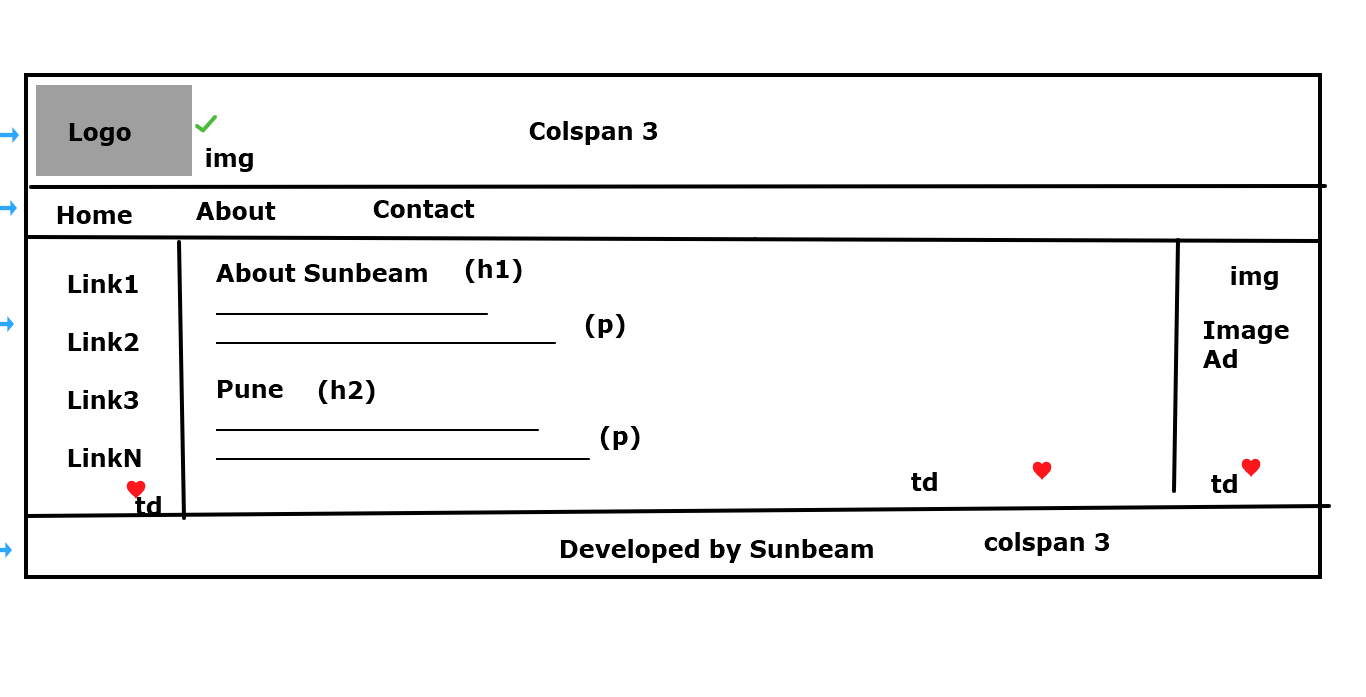 Logo
img
Colspan 3
Home About Contact
Link1
Link2
Link3
LinkN
td
About Sunbeam (h1)
(p)
Pune (h2)
(p)
td
img
Image
Ad
td
Developed by Sunbeam colspan 3